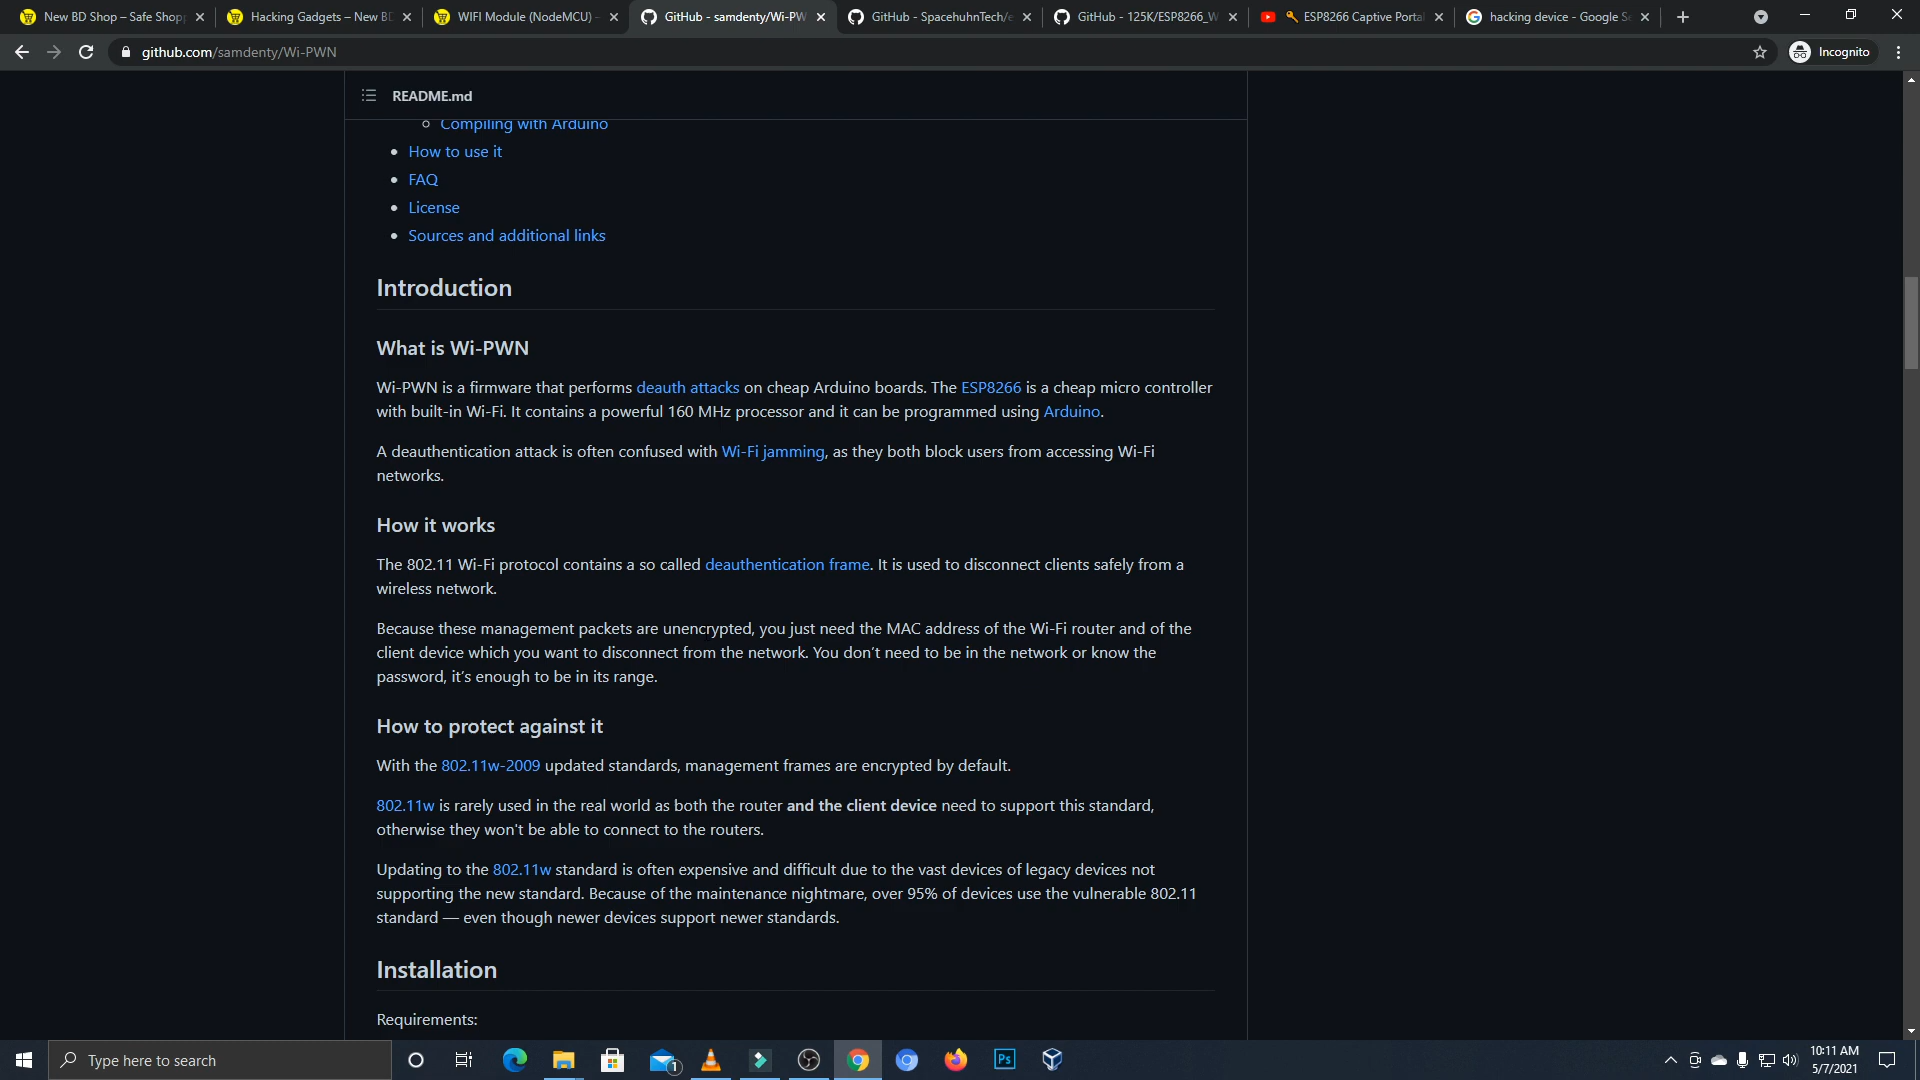 New BD Shop – Safe Shopp
Hacking Gadgets – New BD
WIFI Module (NodeMCU) -
GitHub - samdenty/Wi-PW
GitHub - SpacehuhnTech/e
GitHub - 125K/ESP8266_W
ESP8266 Captive Portal
hacking device - Google Se
github.com/samdenty/Wi-PWN
Incognito
README.md
Compiling with Arduino
How to use it
FAQ
License
Sources and additional links
Introduction
What is Wi-PWN
Wi-PWN is a firmware that performs deauth attacks on cheap Arduino boards. The ESP8266 is a cheap micro controller
with built-in Wi-Fi. It contains a powerful 160 MHz processor and it can be programmed using Arduino.
A deauthentication attack is often confused with Wi-Fi jamming, as they both block users from accessing Wi-Fi
networks.
How it works
The 802.11 Wi-Fi protocol contains a so called deauthentication frame. It is used to disconnect clients safely from a
wireless network.
Because these management packets are unencrypted, you just need the MAC address of the Wi-Fi router and of the
client device which you want to disconnect from the network. You don't need to be in the network or know the
password, it's enough to be in its range.
How to protect against it
With the 802.11w-2009 updated standards, management frames are encrypted by default.
802.11w is rarely used in the real world as both the router and the client device need to support this standard,
otherwise they won't be able to connect to the routers.
Updating to the 802.11w standard is often expensive and difficult due to the vast devices of legacy devices not
supporting the new standard. Because of the maintenance nightmare, over 95% of devices use the vulnerable 802.11
standard — even though newer devices support newer standards.
Installation
Requirements:
Type here to search
1
Ps
10:11 AM
5/7/2021